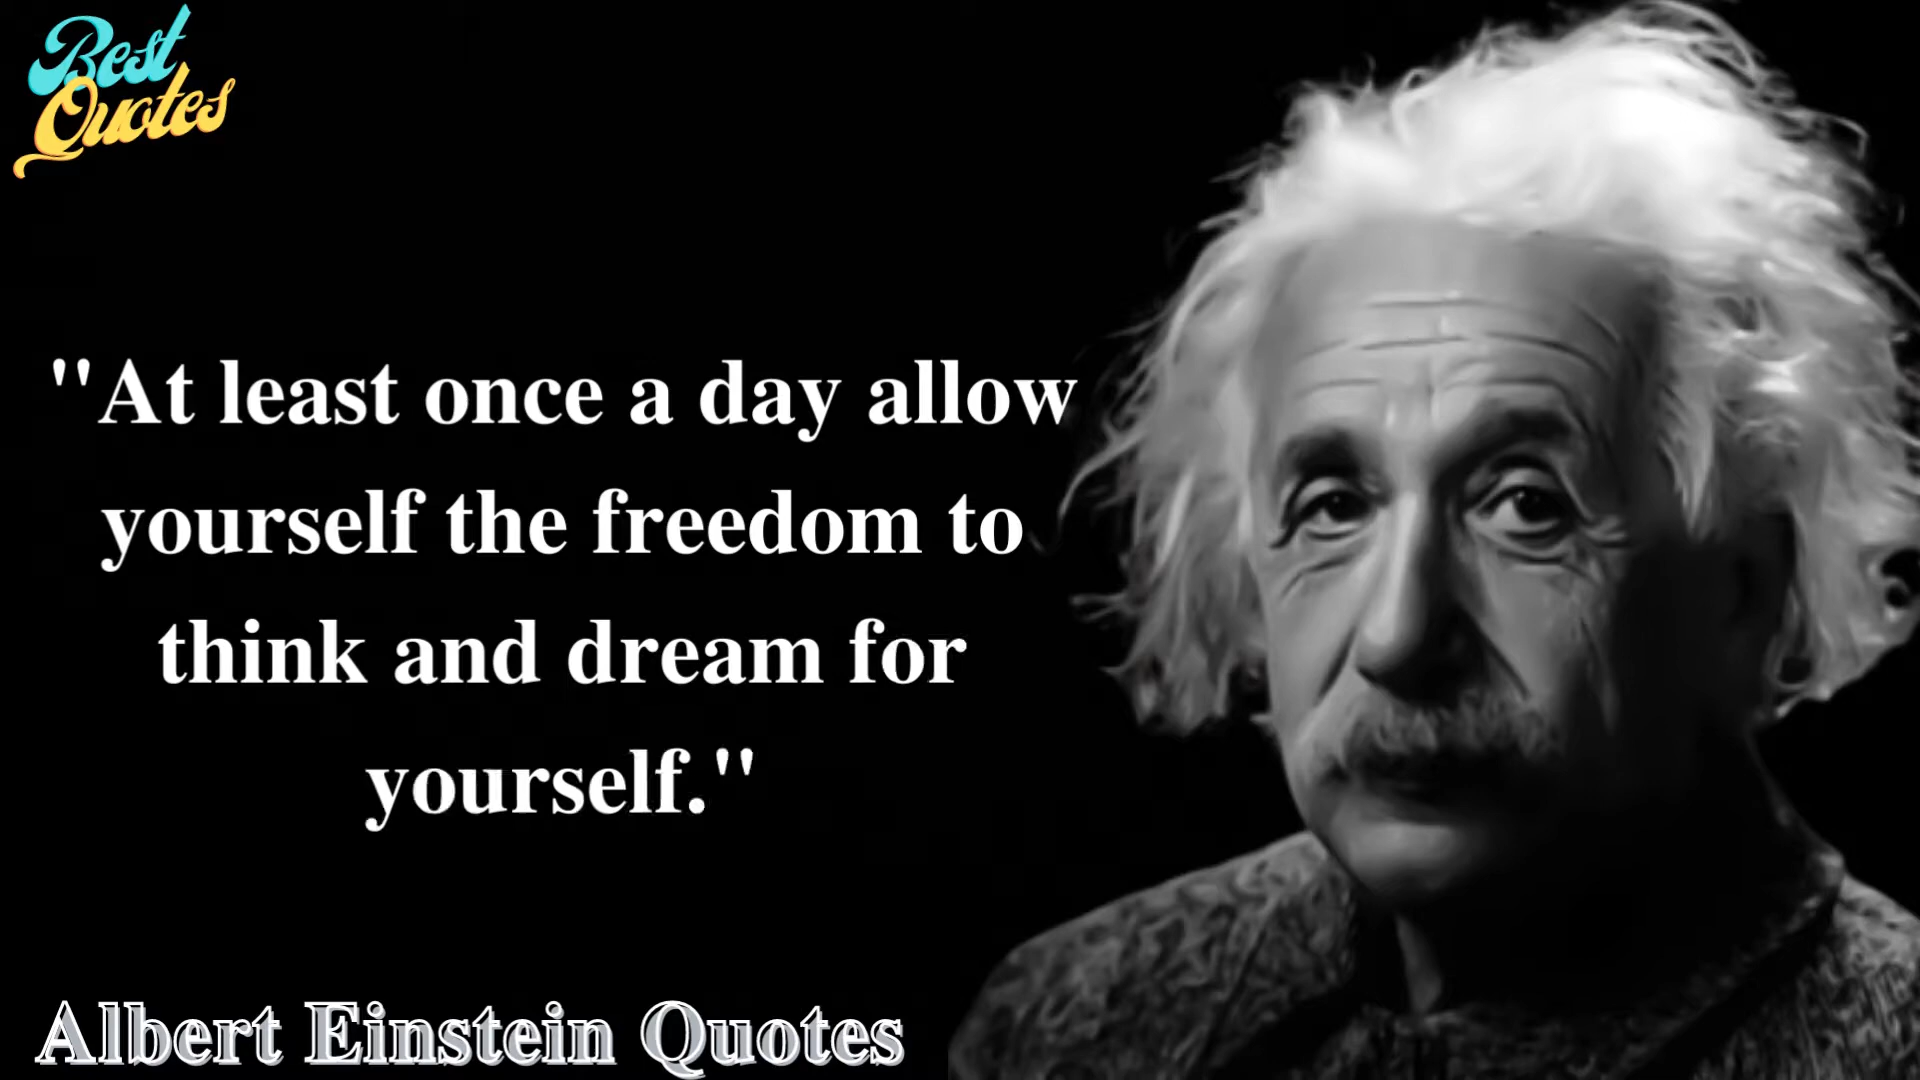 Best
Quotes
"At least once a day allow
yourself the freedom to
think and dream for
yourself."
Albert Einstein Quotes